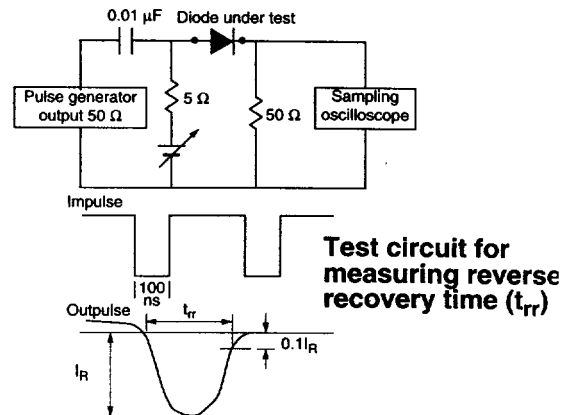 0.01 µF
Diode under test
Pulse generator
output 50 Ω
5 Ω
50 Ω
Sampling
oscilloscope
Impulse
100
ns
Test circuit for
measuring reverse
recovery time (trr)
Outpulse
trr
0.1IR
IR